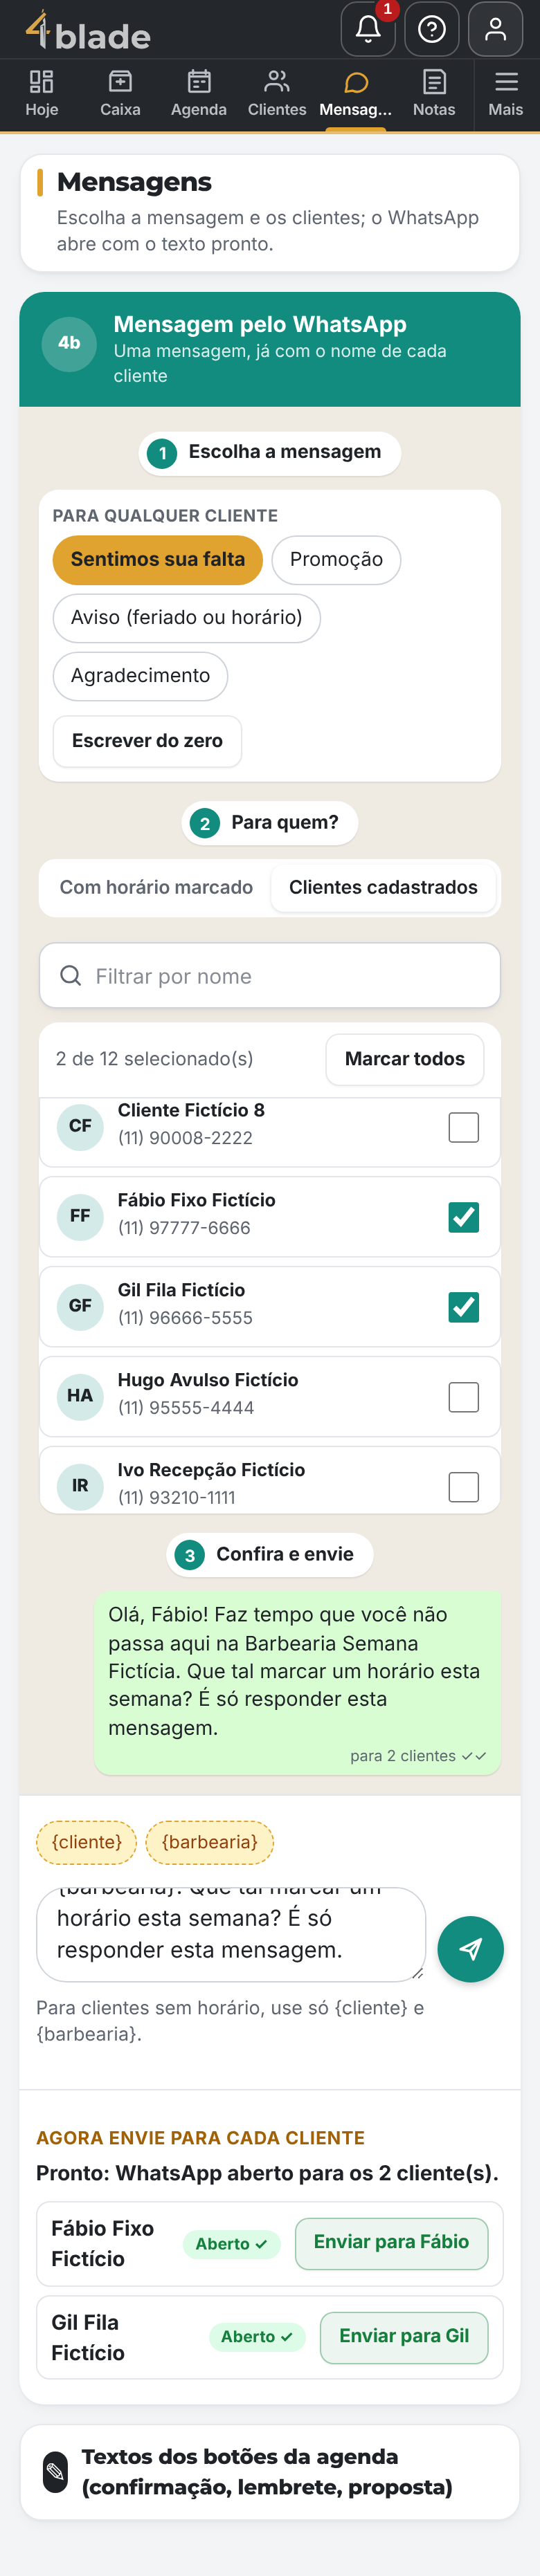 4blade
1
Hoje
Caixa
Agenda
Clientes
Mensag...
Notas
Mais
Mensagens
Escolha a mensagem e os clientes; o WhatsApp
abre com o texto pronto.
4b
Mensagem pelo WhatsApp
Uma mensagem, já com o nome de cada
cliente
1 Escolha a mensagem
PARA QUALQUER CLIENTE
Sentimos sua falta
Promoção
Aviso (feriado ou horário)
Agradecimento
Escrever do zero
2 Para quem?
Com horário marcado
Clientes cadastrados
Filtrar por nome
2 de 12 selecionado(s)
Marcar todos
CF
Cliente Fictício 8
(11) 90008-2222
FF
Fábio Fixo Fictício
(11) 97777-6666
GF
Gil Fila Fictício
(11) 96666-5555
HA
Hugo Avulso Fictício
(11) 95555-4444
IR
Ivo Recepção Fictício
(11) 93210-1111
3 Confira e envie
Olá, Fábio! Faz tempo que você não
passa aqui na Barbearia Semana
Fictícia. Que tal marcar um horário esta
semana? É só responder esta
mensagem.
para 2 clientes ✓✓
{cliente}
{barbearia}
{barbearia}. Que tal marcar um
horário esta semana? É só
responder esta mensagem.
Para clientes sem horário, use só {cliente} e
{barbearia}.
AGORA ENVIE PARA CADA CLIENTE
Pronto: WhatsApp aberto para os 2 cliente(s).
Fábio Fixo
Fictício
Aberto ✓
Enviar para Fábio
Gil Fila
Fictício
Aberto ✓
Enviar para Gil
Textos dos botões da agenda
(confirmação, lembrete, proposta)